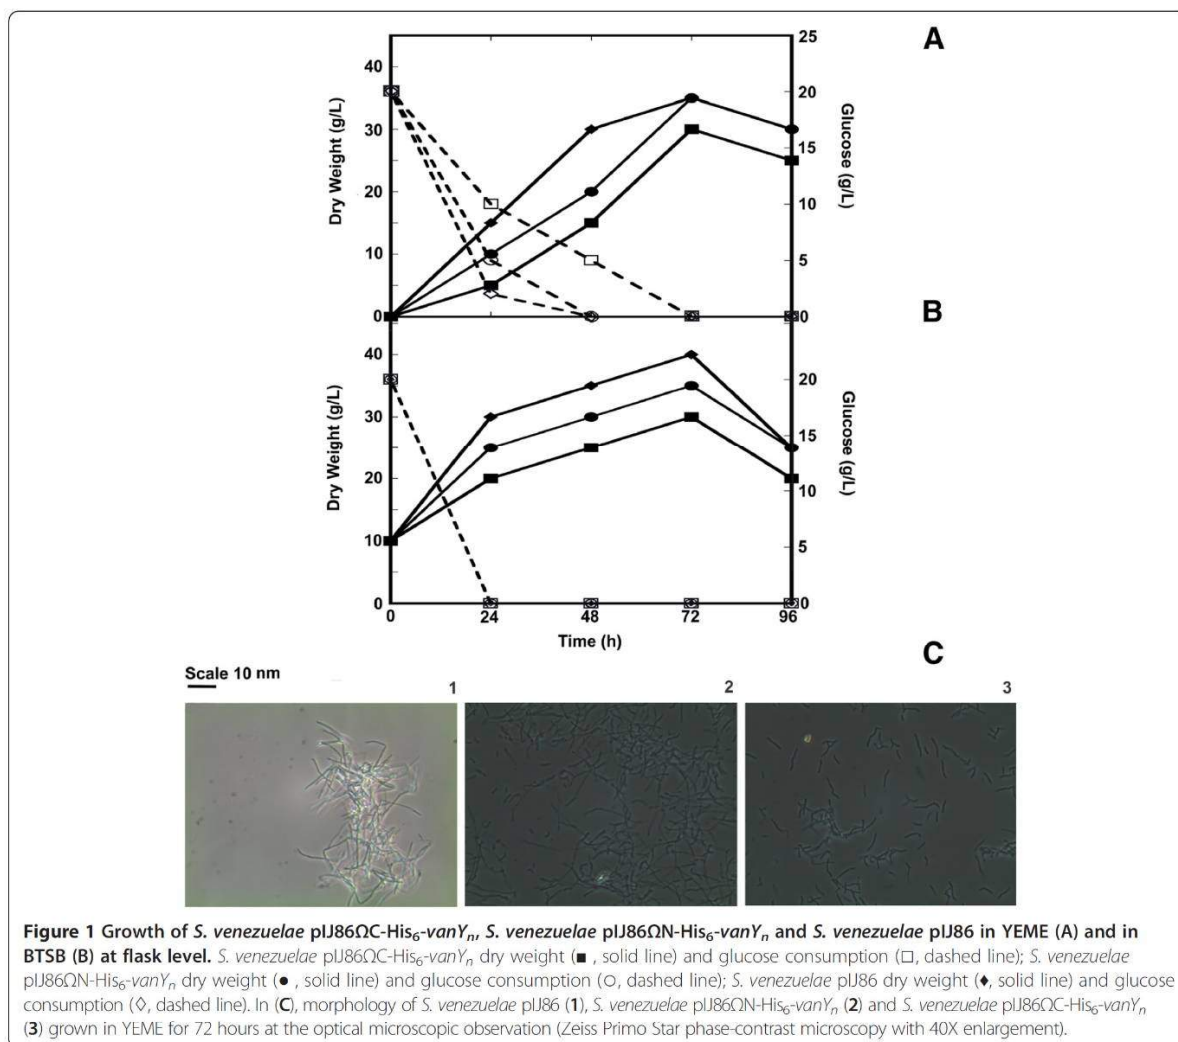 A
25
40
20
30
15
20
10
10
5
0
0
Dry Weight (g/L)
Glucose (g/L)
B
40
20
30
15
20
10
10
5
0
0
Dry Weight (g/L)
Glucose (g/L)
0 24 48 72 96
Time (h)
C
Scale 10 nm
1 2 3
Figure 1 Growth of S. venezuelae pIJ86ΩC-His₆-vanYₙ, S. venezuelae pIJ86ΩN-His₆-vanYₙ and S. venezuelae pIJ86 in YEME (A) and in
BTSB (B) at flask level. S. venezuelae pIJ86ΩC-His₆-vanYₙ dry weight (■ , solid line) and glucose consumption (□, dashed line); S. venezuelae
pIJ86ΩN-His₆-vanYₙ dry weight (● , solid line) and glucose consumption (○, dashed line); S. venezuelae pIJ86 dry weight (♦, solid line) and glucose
consumption (◊, dashed line). In (C), morphology of S. venezuelae pIJ86 (1), S. venezuelae pIJ86ΩN-His₆-vanYₙ (2) and S. venezuelae pIJ86ΩC-His₆-vanYₙ
(3) grown in YEME for 72 hours at the optical microscopic observation (Zeiss Primo Star phase-contrast microscopy with 40X enlargement).